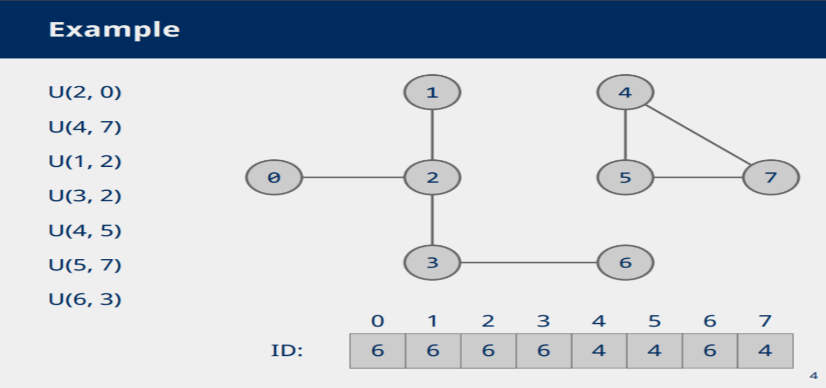 Example
U(2, 0)
U(4, 7)
U(1, 2)
U(3, 2)
U(4, 5)
U(5, 7)
U(6, 3)
1 4
0 2 5 7
3 6
0 1 2 3 4 5 6 7
ID: 6 6 6 6 4 4 6 4
4